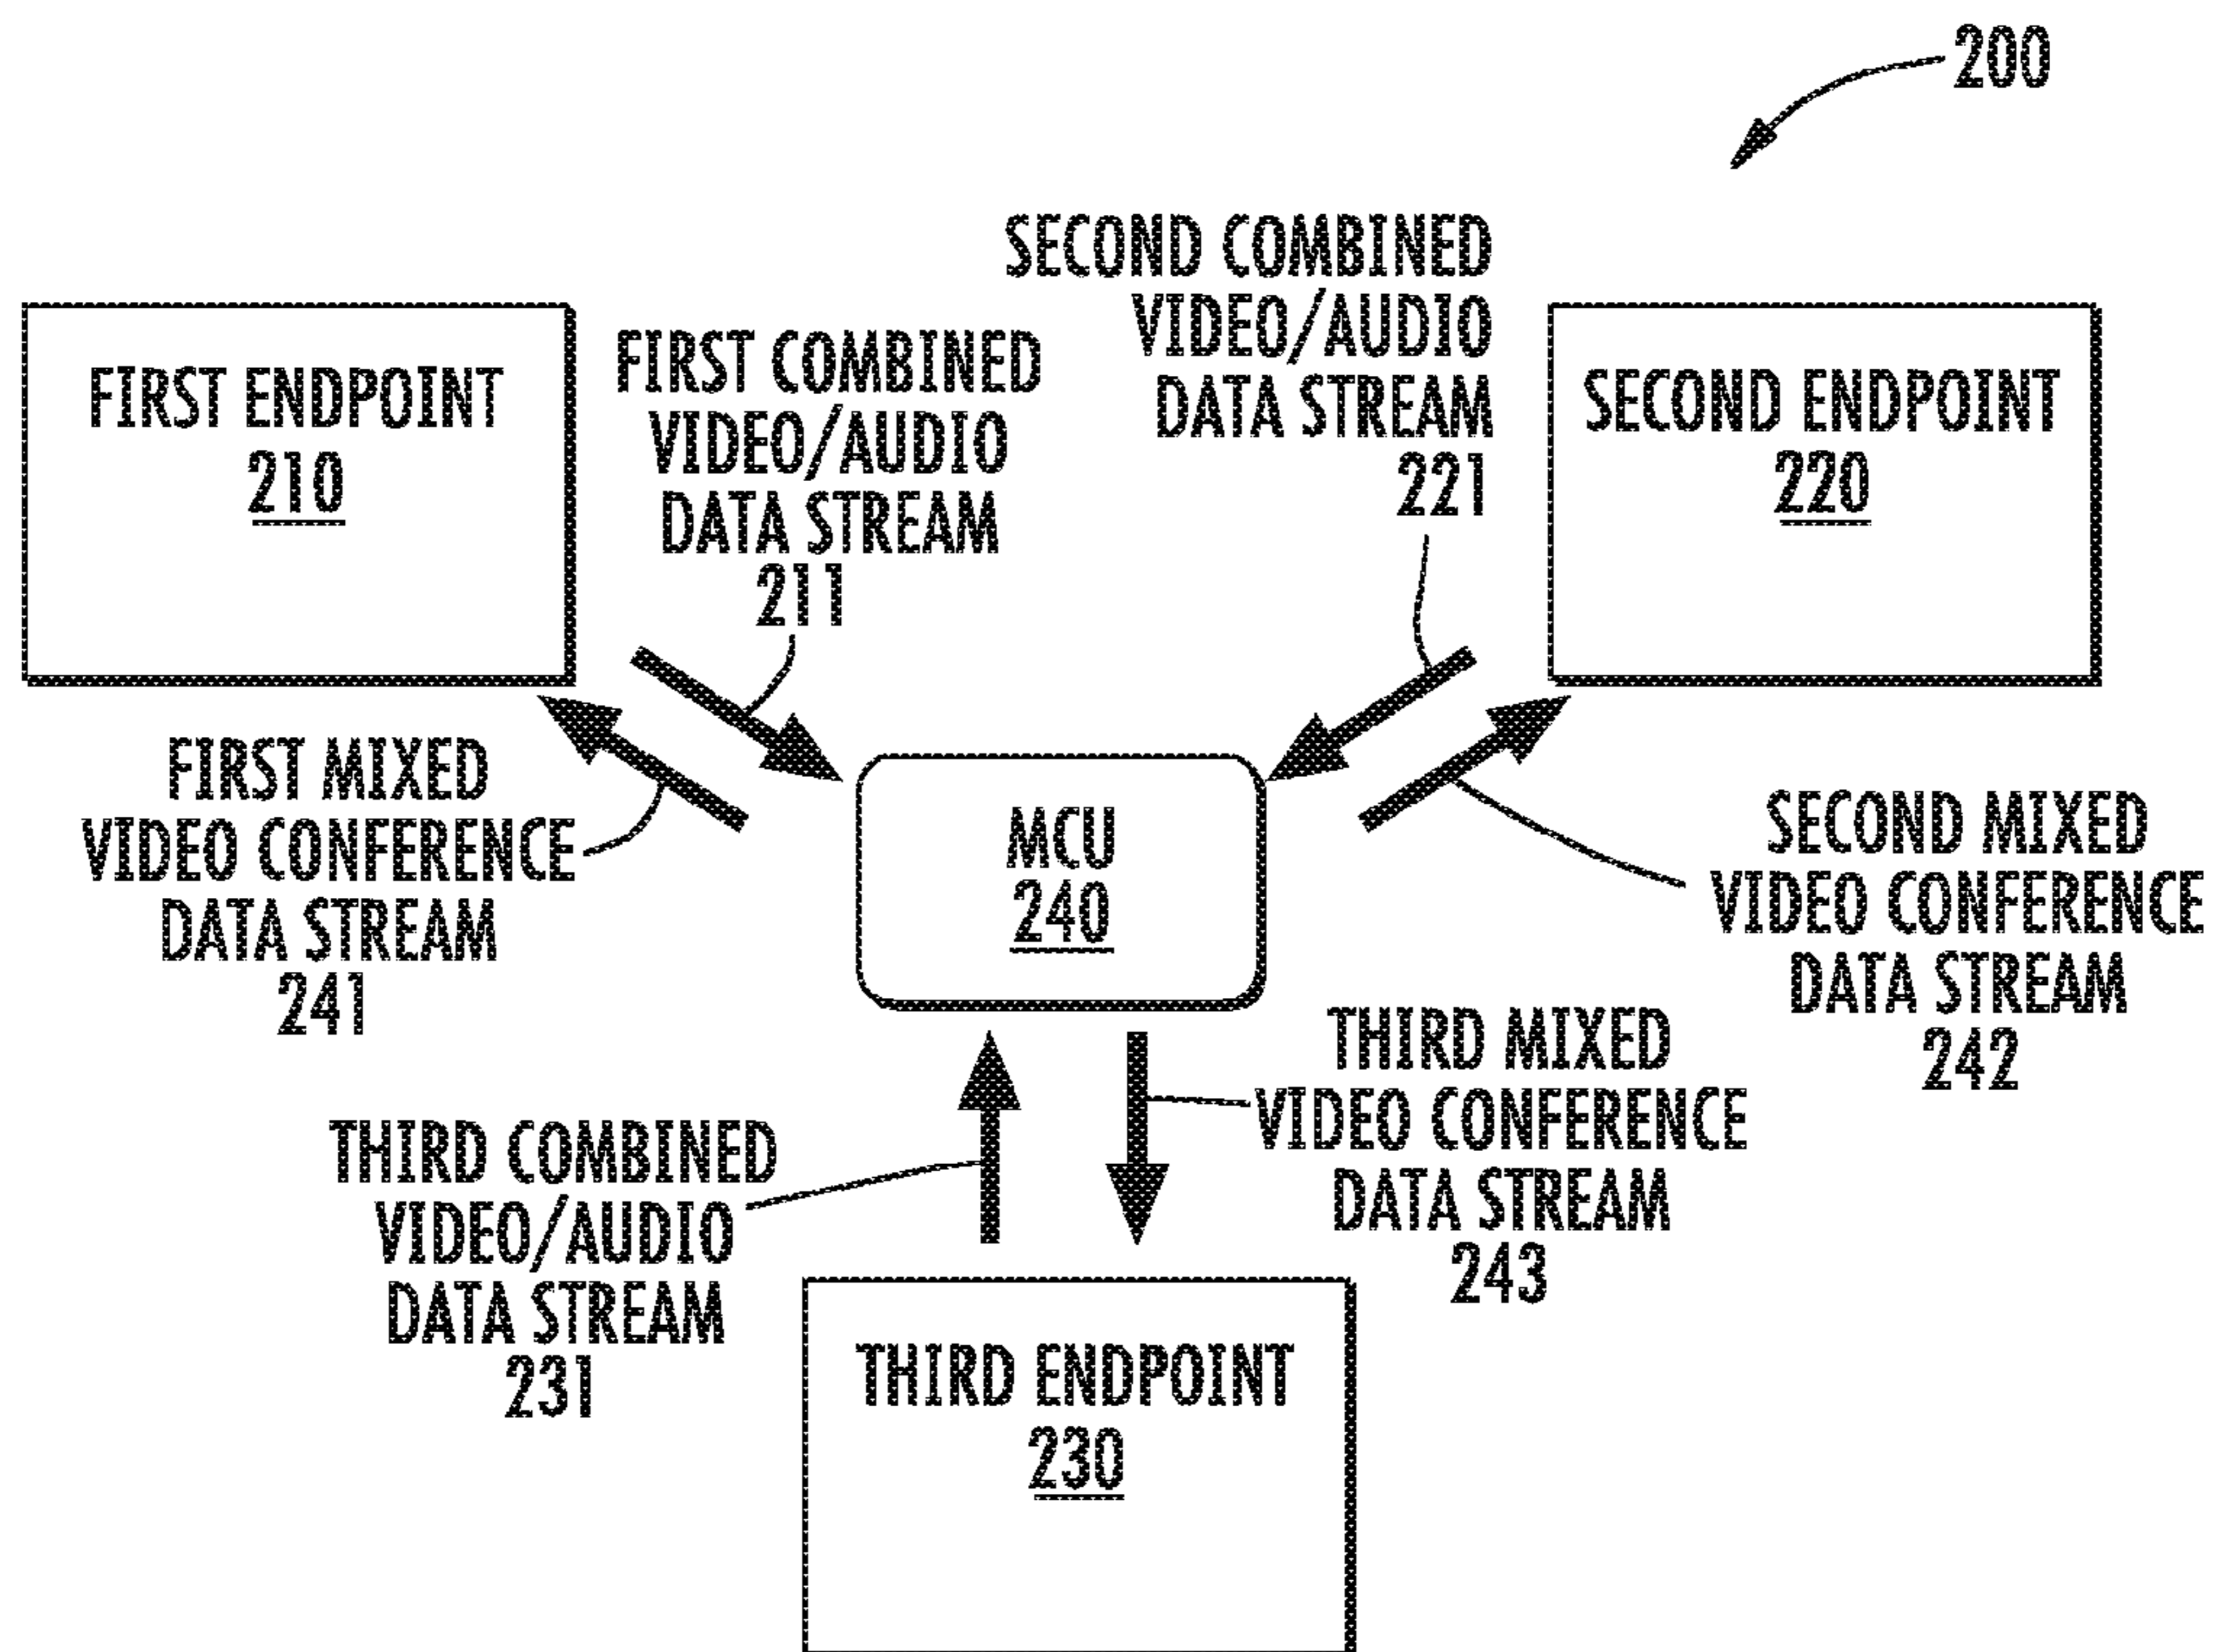 200
FIRST ENDPOINT
210
FIRST COMBINED
VIDEO/AUDIO
DATA STREAM
211
SECOND COMBINED
VIDEO/AUDIO
DATA STREAM
221
SECOND ENDPOINT
220
FIRST MIXED
VIDEO CONFERENCE
DATA STREAM
241
MCU
240
SECOND MIXED
VIDEO CONFERENCE
DATA STREAM
242
THIRD COMBINED
VIDEO/AUDIO
DATA STREAM
231
THIRD MIXED
VIDEO CONFERENCE
DATA STREAM
243
THIRD ENDPOINT
230